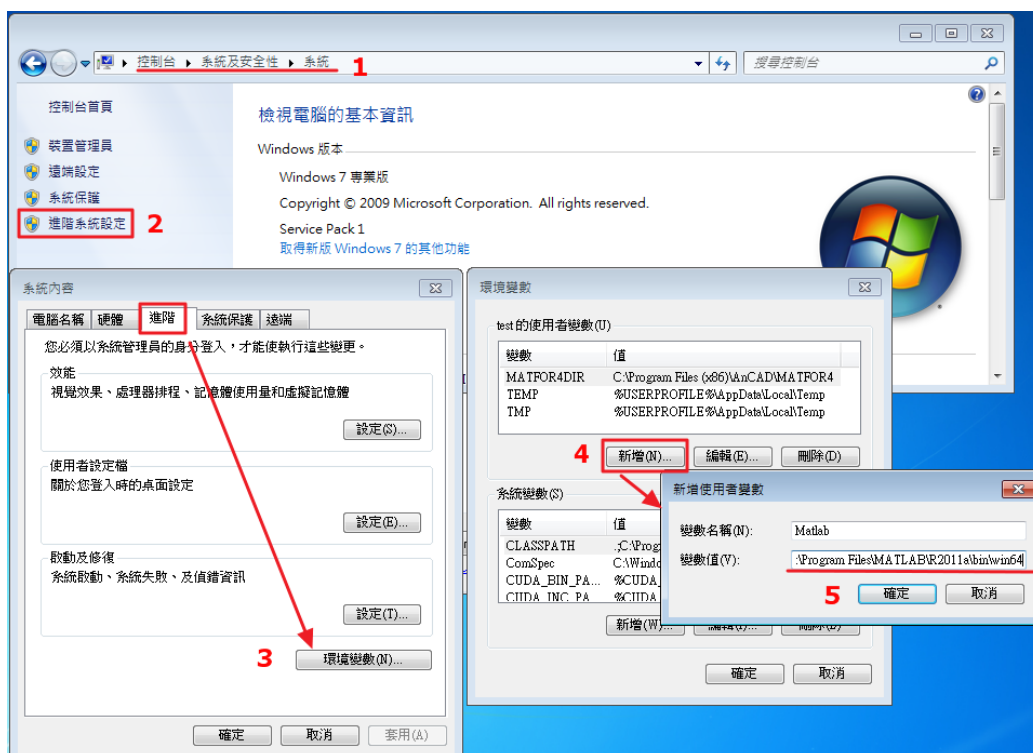 控制台 ▸ 系統及安全性 ▸ 系統 1
搜尋控制台
控制台首頁
裝置管理員
遠端設定
系統保護
進階系統設定 2
檢視電腦的基本資訊
Windows 版本
Windows 7 專業版
Copyright © 2009 Microsoft Corporation. All rights reserved.
Service Pack 1
取得新版 Windows 7 的其他功能
系統內容
電腦名稱 硬體 進階 系統保護 遠端
您必須以系統管理員的身分登入，才能使執行這些變更。
效能
視覺效果、處理器排程、記憶體使用量和虛擬記憶體
設定(S)...
使用者設定檔
關於您登入時的桌面設定
設定(E)...
啟動及修復
系統啟動、系統失敗、及偵錯資訊
設定(T)...
3 環境變數(N)...
確定 取消 套用(A)
環境變數
test 的使用者變數(U)
變數 值
MATFOR4DIR C:\Program Files (x86)\AnCAD\MATFOR4
TEMP %USERPROFILE%\AppData\Local\Temp
TMP %USERPROFILE%\AppData\Local\Temp
4 新增(N)... 編輯(E)... 刪除(D)
系統變數(S)
變數 值
CLASSPATH .;C:\Prog
ComSpec C:\Windo
CUDA_BIN_PA... %CUDA_
CUDA_INC_PA %CUDA
新增(W)...
確定 取消
新增使用者變數
變數名稱(N): Matlab
變數值(V): :\Program Files\MATLAB\R2011a\bin\win64
5 確定 取消